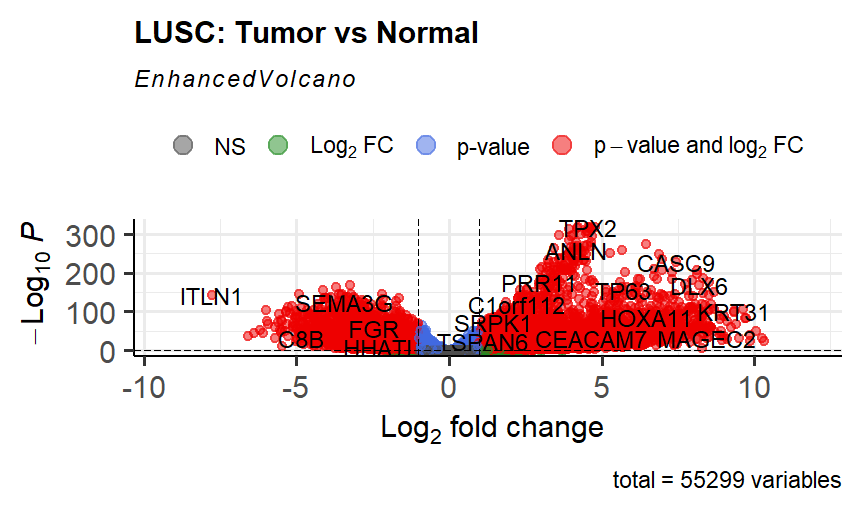 LUSC: Tumor vs Normal
EnhancedVolcano
NS Log2 FC p-value p−value and log2 FC
−Log10 P
300
200
100
0
TPX2
ANLN
CASC9
PRR11
TP63
DLX6
ITLN1
SEMA3G
C1orf112
KRT31
SRPK1
HOXA11
FGR
C8B
HHATL
TSPAN6
CEACAM7
MAGEC2
-10 -5 0 5 10
Log2 fold change
total = 55299 variables